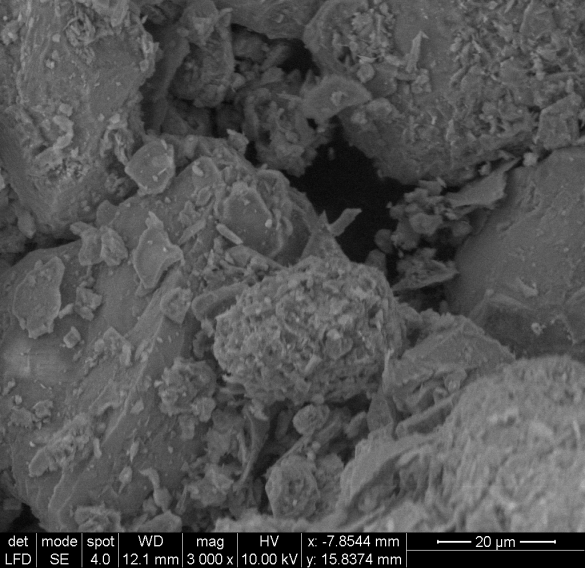 det mode spot WD mag HV x: -7.8544 mm 20 µm
LFD SE 4.0 12.1 mm 3 000 x 10.00 kV y: 15.8374 mm